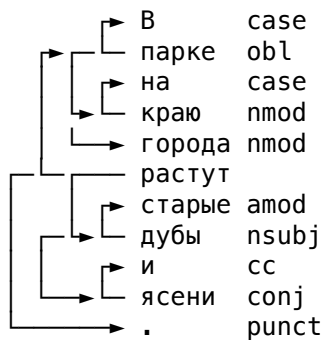 В case
парке obl
на case
краю nmod
города nmod
растут
старые amod
дубы nsubj
и cc
ясени conj
. punct